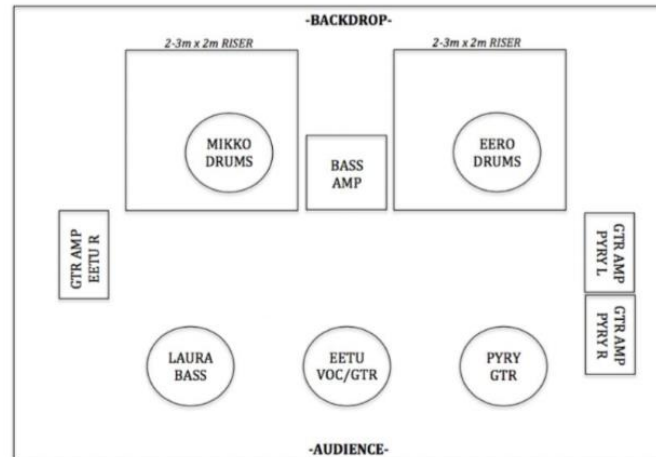 -BACKDROP-
2-3m x 2m RISER
2-3m x 2m RISER
MIKKO
DRUMS
BASS
AMP
EERO
DRUMS
GTR AMP
EETU R
GTR AMP
PYRY L
GTR AMP
PYRY R
LAURA
BASS
EETU
VOC/GTR
PYRY
GTR
-AUDIENCE-